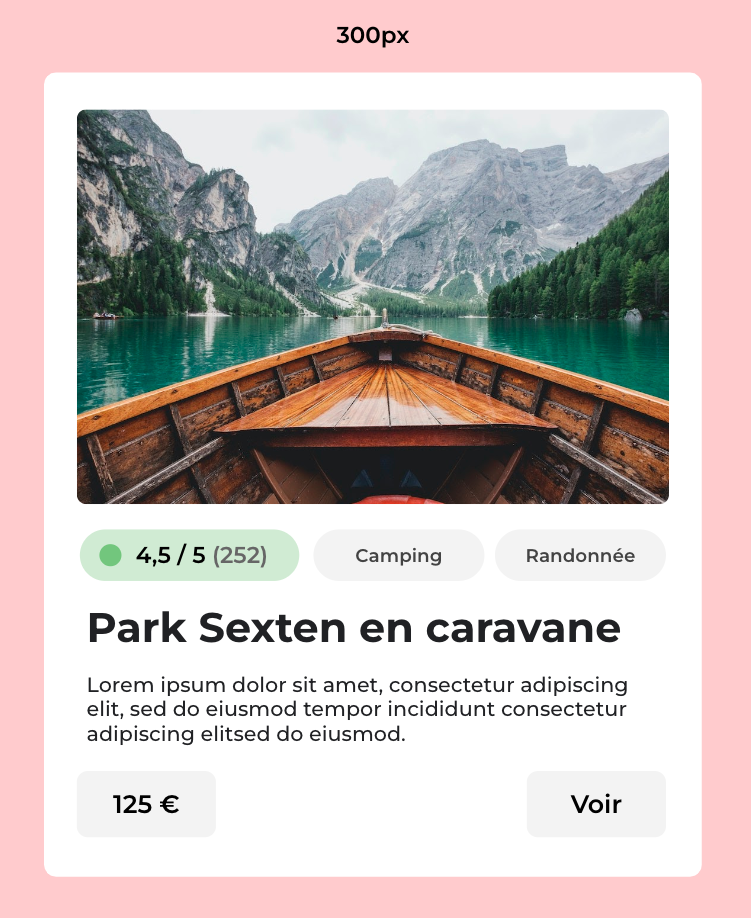 300px
4,5 / 5 (252)
Camping
Randonnée
Park Sexten en caravane
Lorem ipsum dolor sit amet, consectetur adipiscing
elit, sed do eiusmod tempor incididunt consectetur
adipiscing elitsed do eiusmod.
125 €
Voir